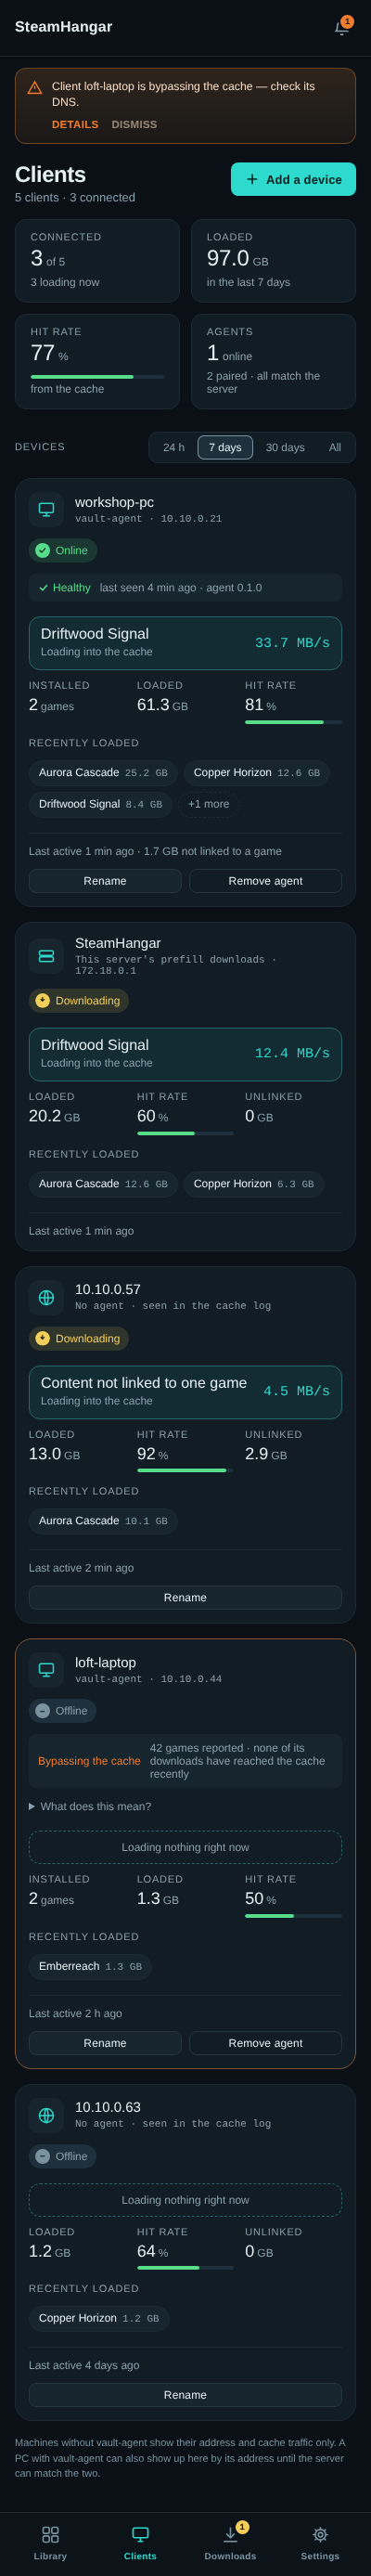 SteamHangar
1
Client loft-laptop is bypassing the cache — check its
DNS.
DETAILS DISMISS
Clients
5 clients · 3 connected
+ Add a device
CONNECTED
3 of 5
3 loading now
LOADED
97.0 GB
in the last 7 days
HIT RATE
77 %
from the cache
AGENTS
1 online
2 paired · all match the
server
DEVICES
24 h 7 days 30 days All
workshop-pc
vault-agent · 10.10.0.21
Online
Healthy last seen 4 min ago · agent 0.1.0
Driftwood Signal
Loading into the cache
33.7 MB/s
INSTALLED LOADED HIT RATE
2 games 61.3 GB 81 %
RECENTLY LOADED
Aurora Cascade 25.2 GB Copper Horizon 12.6 GB
Driftwood Signal 8.4 GB +1 more
Last active 1 min ago · 1.7 GB not linked to a game
Rename Remove agent
SteamHangar
This server's prefill downloads ·
172.18.0.1
Downloading
Driftwood Signal
Loading into the cache
12.4 MB/s
LOADED HIT RATE UNLINKED
20.2 GB 60 % 0 GB
RECENTLY LOADED
Aurora Cascade 12.6 GB Copper Horizon 6.3 GB
Last active 1 min ago
10.10.0.57
No agent · seen in the cache log
Downloading
Content not linked to one game
Loading into the cache
4.5 MB/s
LOADED HIT RATE UNLINKED
13.0 GB 92 % 2.9 GB
RECENTLY LOADED
Aurora Cascade 10.1 GB
Last active 2 min ago
Rename
loft-laptop
vault-agent · 10.10.0.44
Offline
Bypassing the cache
42 games reported · none of its
downloads have reached the cache
recently
What does this mean?
Loading nothing right now
INSTALLED LOADED HIT RATE
2 games 1.3 GB 50 %
RECENTLY LOADED
Emberreach 1.3 GB
Last active 2 h ago
Rename Remove agent
10.10.0.63
No agent · seen in the cache log
Offline
Loading nothing right now
LOADED HIT RATE UNLINKED
1.2 GB 64 % 0 GB
RECENTLY LOADED
Copper Horizon 1.2 GB
Last active 4 days ago
Rename
Machines without vault-agent show their address and cache traffic only. A
PC with vault-agent can also show up here by its address until the server
can match the two.
1
Library Clients Downloads Settings